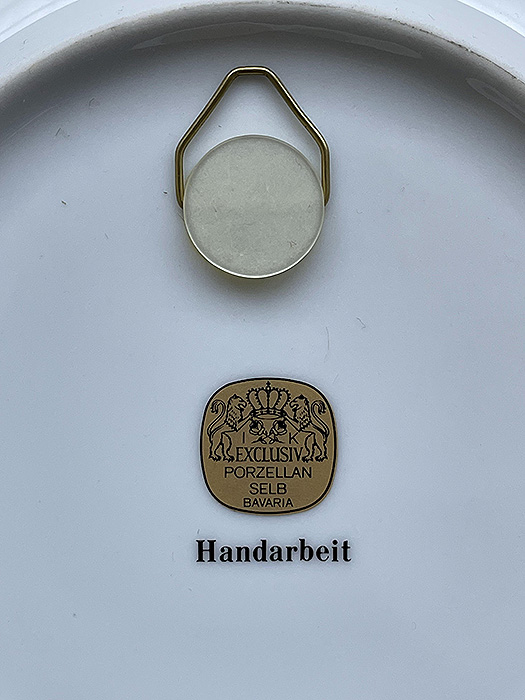 I K
EXCLUSIV
PORZELLAN
SELB
BAVARIA
Handarbeit